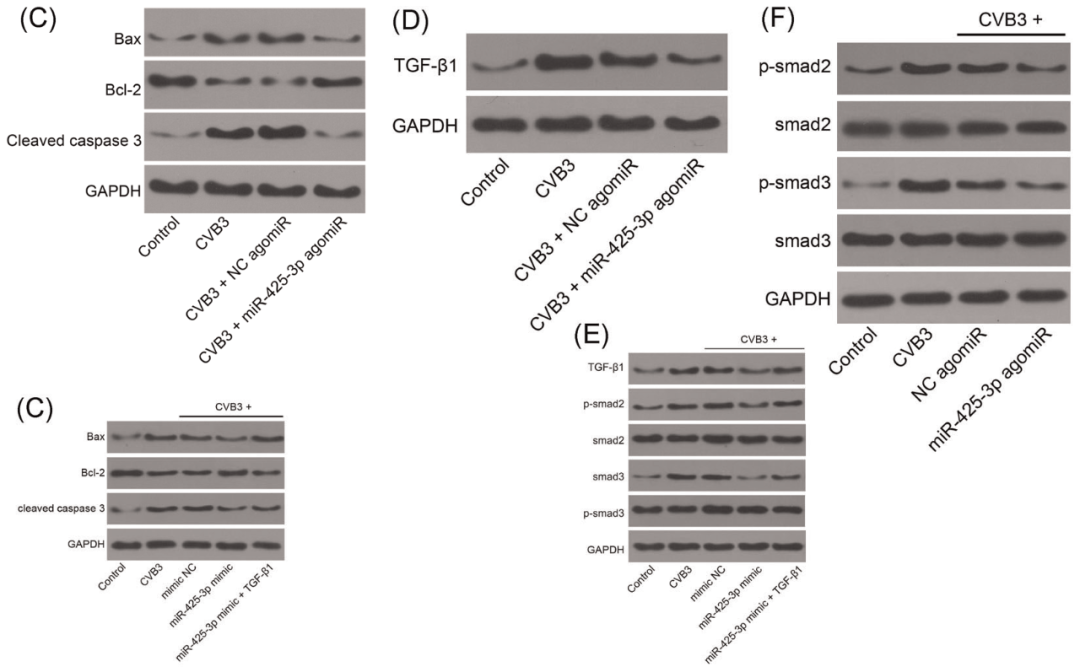 (C)
Bax
Bcl-2
Cleaved caspase 3
GAPDH
Control
CVB3
CVB3 + NC agomiR
CVB3 + miR-425-3p agomiR
(D)
TGF-β1
GAPDH
Control
CVB3
CVB3 + NC agomiR
CVB3 + miR-425-3p agomiR
(F)
CVB3 +
p-smad2
smad2
p-smad3
smad3
GAPDH
Control
CVB3
NC agomiR
miR-425-3p agomiR
(C)
CVB3 +
Bax
Bcl-2
cleaved caspase 3
GAPDH
Control
CVB3
mimic NC
miR-425-3p mimic
miR-425-3p mimic + TGF-β1
(E)
CVB3 +
TGF-β1
p-smad2
smad2
smad3
p-smad3
GAPDH
Control
CVB3
mimic NC
miR-425-3p mimic
miR-425-3p mimic + TGF-β1